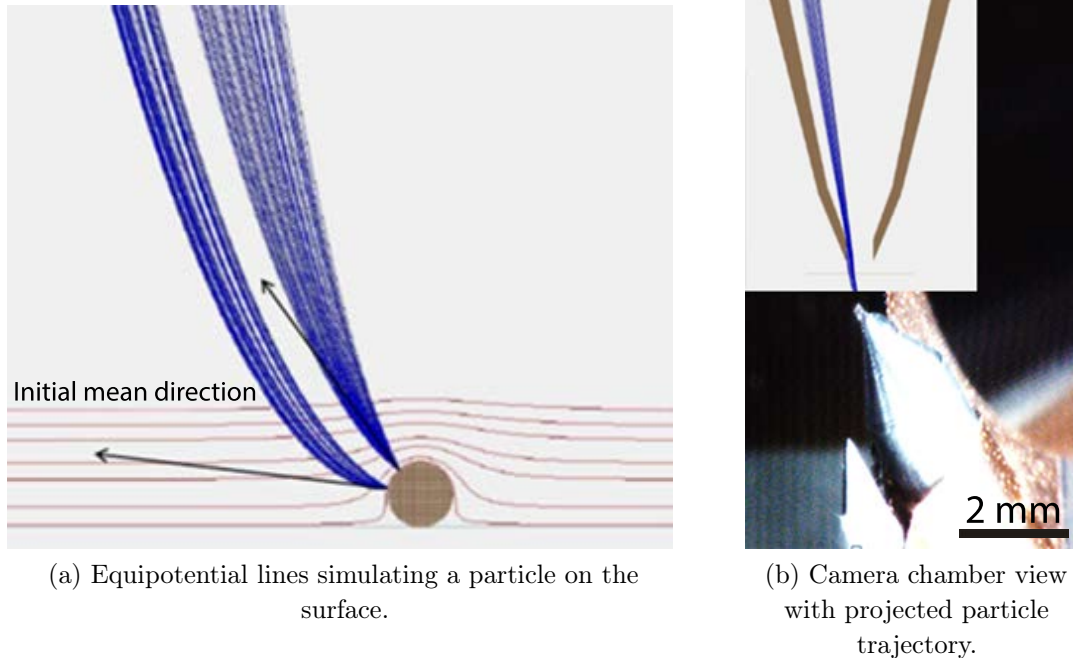 Initial mean direction
2 mm
(a) Equipotential lines simulating a particle on the
surface.
(b) Camera chamber view
with projected particle
trajectory.